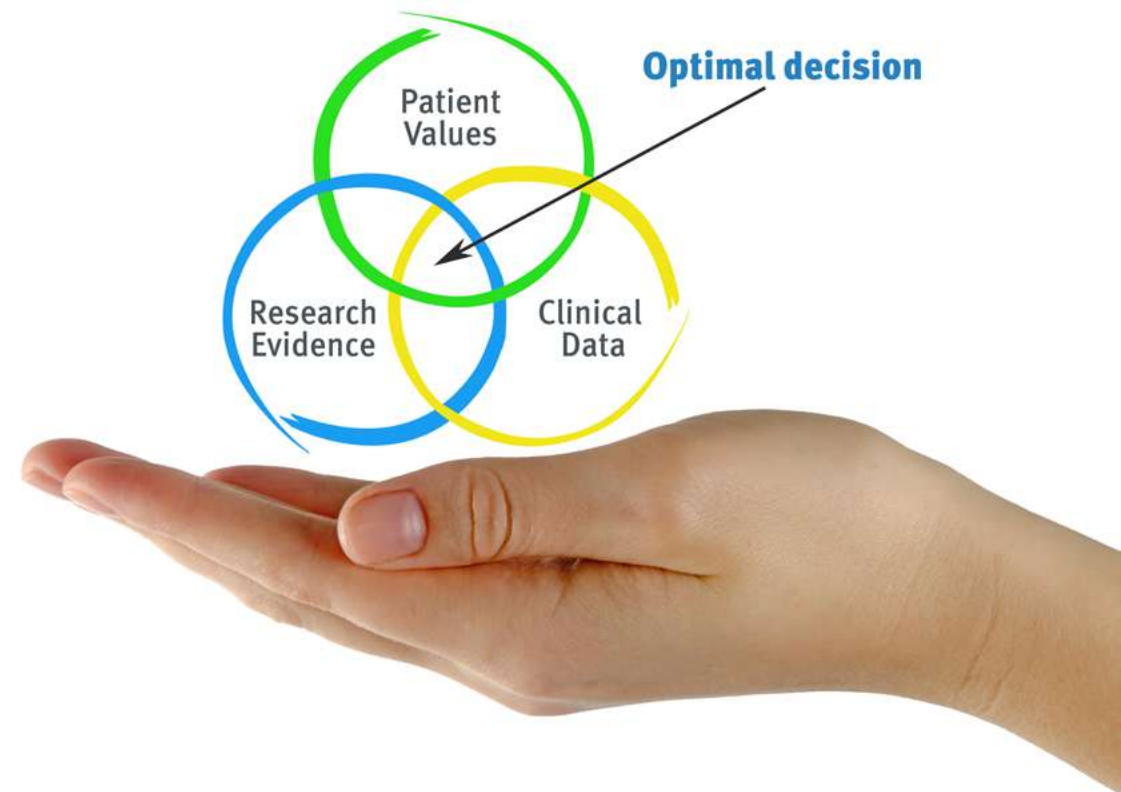 Optimal decision
Patient
Values
Research
Evidence
Clinical
Data